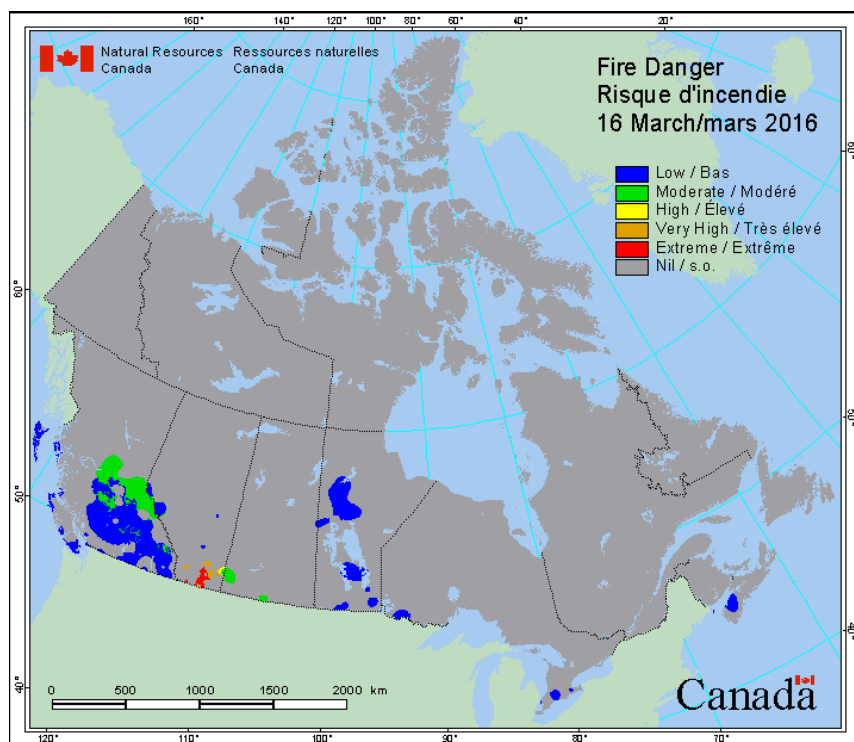 160° 140° 120° 100° 80° 60° 40° 20°
Natural Resources Canada
Ressources naturelles Canada
Fire Danger
Risque d'incendie
16 March/mars 2016
Low / Bas
Moderate / Modéré
High / Élevé
Very High / Très élevé
Extreme / Extrême
Nil / s.o.
60°
50°
40°
0 500 1000 1500 2000 km
Canada
120° 110° 100° 90° 80° 70°